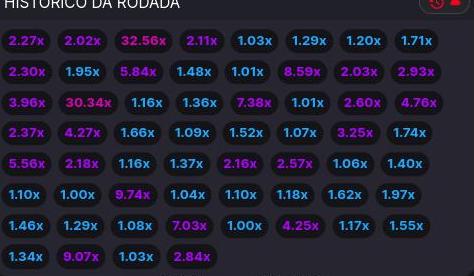 HISTÓRICO DA RODADA
2.27x 2.02x 32.56x 2.11x 1.03x 1.29x 1.20x 1.71x
2.30x 1.95x 5.84x 1.48x 1.01x 8.59x 2.03x 2.93x
3.96x 30.34x 1.16x 1.36x 7.38x 1.01x 2.60x 4.76x
2.37x 4.27x 1.66x 1.09x 1.52x 1.07x 3.25x 1.74x
5.56x 2.18x 1.16x 1.37x 2.16x 2.57x 1.06x 1.40x
1.10x 1.00x 9.74x 1.04x 1.10x 1.18x 1.62x 1.97x
1.46x 1.29x 1.08x 7.03x 1.00x 4.25x 1.17x 1.55x
1.34x 9.07x 1.03x 2.84x